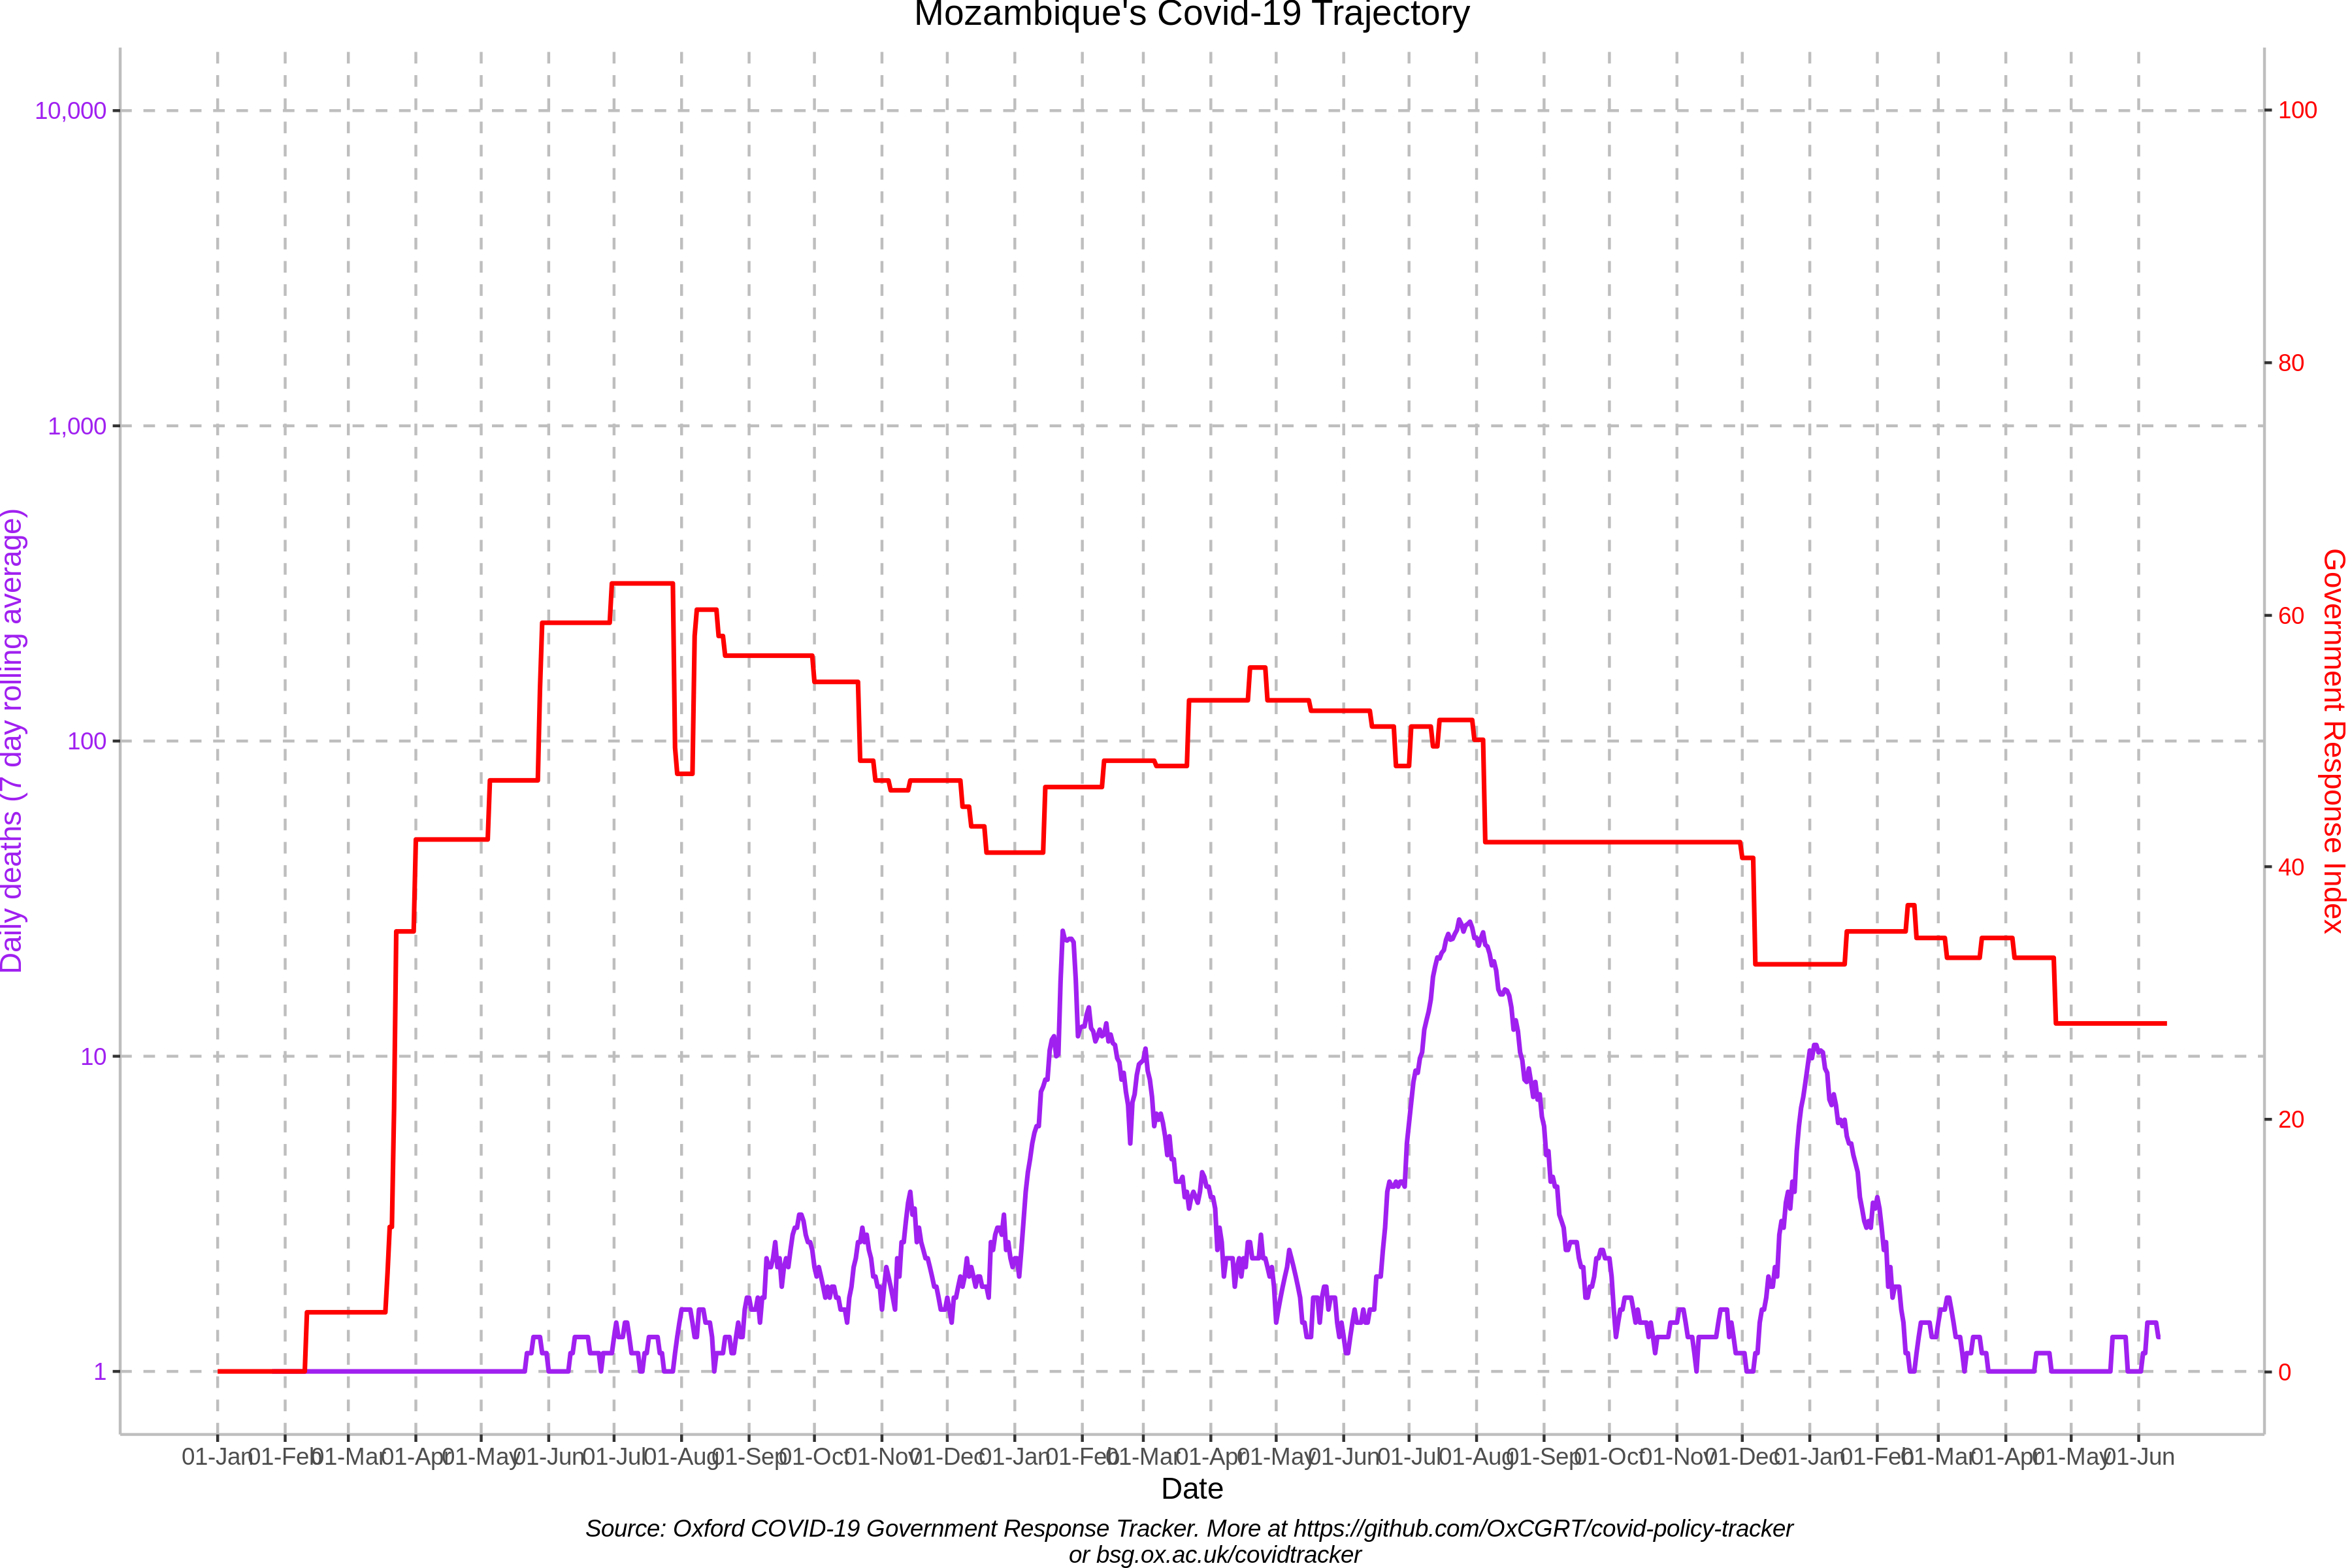 Mozambique's Covid-19 Trajectory
Daily deaths (7 day rolling average)
10,000
1,000
100
10
1
Government Response Index
100
80
60
40
20
0
01-Jan 01-Feb 01-Mar 01-Apr 01-May 01-Jun 01-Jul 01-Aug 01-Sep 01-Oct 01-Nov 01-Dec 01-Jan 01-Feb 01-Mar 01-Apr 01-May 01-Jun 01-Jul 01-Aug 01-Sep 01-Oct 01-Nov 01-Dec 01-Jan 01-Feb 01-Mar 01-Apr 01-May 01-Jun
Date
Source: Oxford COVID-19 Government Response Tracker. More at https://github.com/OxCGRT/covid-policy-tracker
or bsg.ox.ac.uk/covidtracker